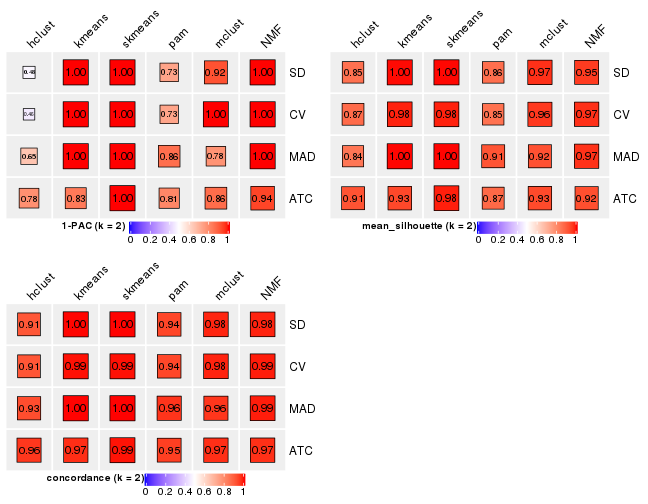 hclust kmeans skmeans pam mclust NMF
0.48 1.00 1.00 0.73 0.92 1.00 SD
1.00 1.00 0.73 1.00 1.00 CV
0.65 1.00 1.00 0.86 0.78 1.00 MAD
0.78 0.83 1.00 0.81 0.86 0.94 ATC
1-PAC (k = 2)
0 0.2 0.4 0.6 0.8 1
hclust kmeans skmeans pam mclust NMF
0.85 1.00 1.00 0.86 0.97 0.95 SD
0.87 0.98 0.98 0.85 0.96 0.97 CV
0.84 1.00 1.00 0.91 0.92 0.97 MAD
0.91 0.93 0.98 0.87 0.93 0.92 ATC
mean_silhouette (k = 2)
0 0.2 0.4 0.6 0.8 1
hclust kmeans skmeans pam mclust NMF
0.91 1.00 1.00 0.94 0.98 0.98 SD
0.91 0.99 0.99 0.94 0.98 0.99 CV
0.93 1.00 1.00 0.96 0.96 0.99 MAD
0.96 0.97 0.99 0.95 0.97 0.97 ATC
concordance (k = 2)
0 0.2 0.4 0.6 0.8 1